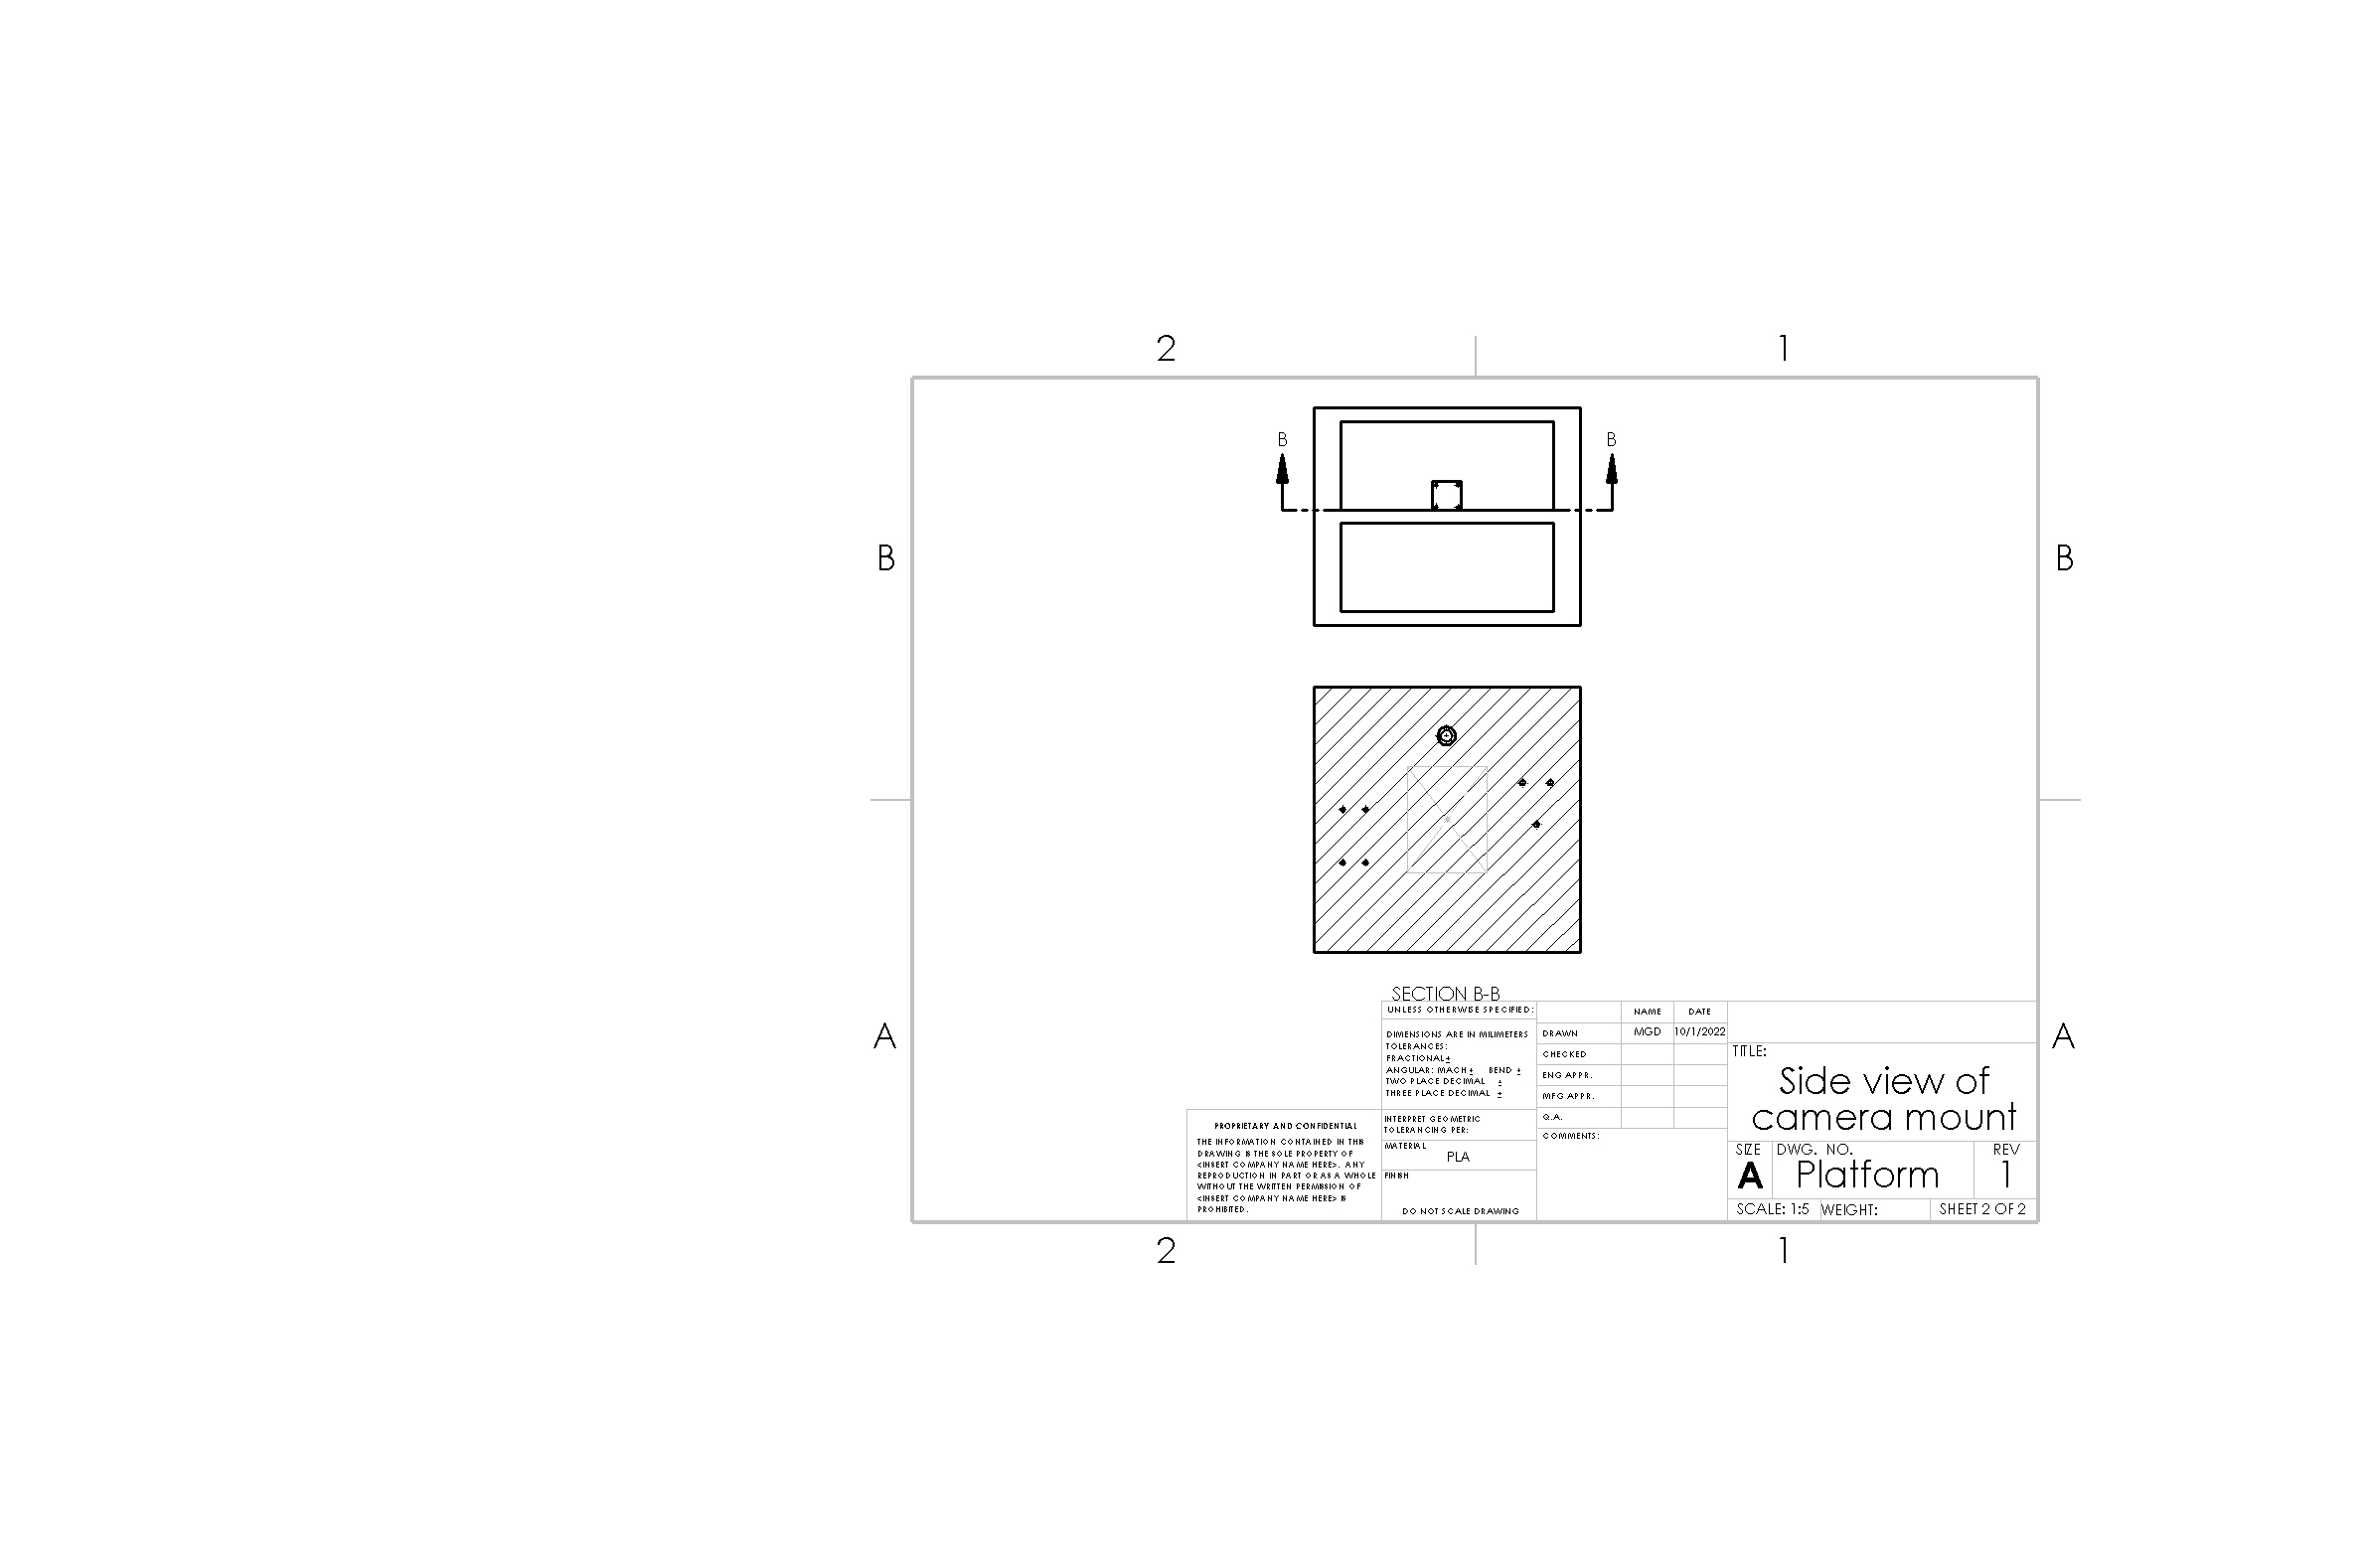 2 1
B B
B B
SECTION B-B
UNLESS OTHERWISE SPECIFIED:
NAME DATE
DIMENSIONS ARE IN MILIMETERS
DRAWN MGD 10/1/2022
TOLERANCES:
FRACTIONAL±
ANGULAR: MACH± BEND ±
TWO PLACE DECIMAL ±
THREE PLACE DECIMAL ±
CHECKED
ENG APPR.
MFG APPR.
Q.A.
COMMENTS:
A A
TITLE:
Side view of
camera mount
INTERPRET GEOMETRIC
TOLERANCING PER:
MATERIAL
PLA
FINISH
DO NOT SCALE DRAWING
PROPRIETARY AND CONFIDENTIAL
THE INFORMATION CONTAINED IN THIS
DRAWING IS THE SOLE PROPERTY OF
<INSERT COMPANY NAME HERE>. ANY
REPRODUCTION IN PART OR AS A WHOLE
WITHOUT THE WRITTEN PERMISSION OF
<INSERT COMPANY NAME HERE> IS
PROHIBITED.
SIZE DWG. NO. REV
A Platform 1
SCALE: 1:5 WEIGHT: SHEET 2 OF 2
2 1